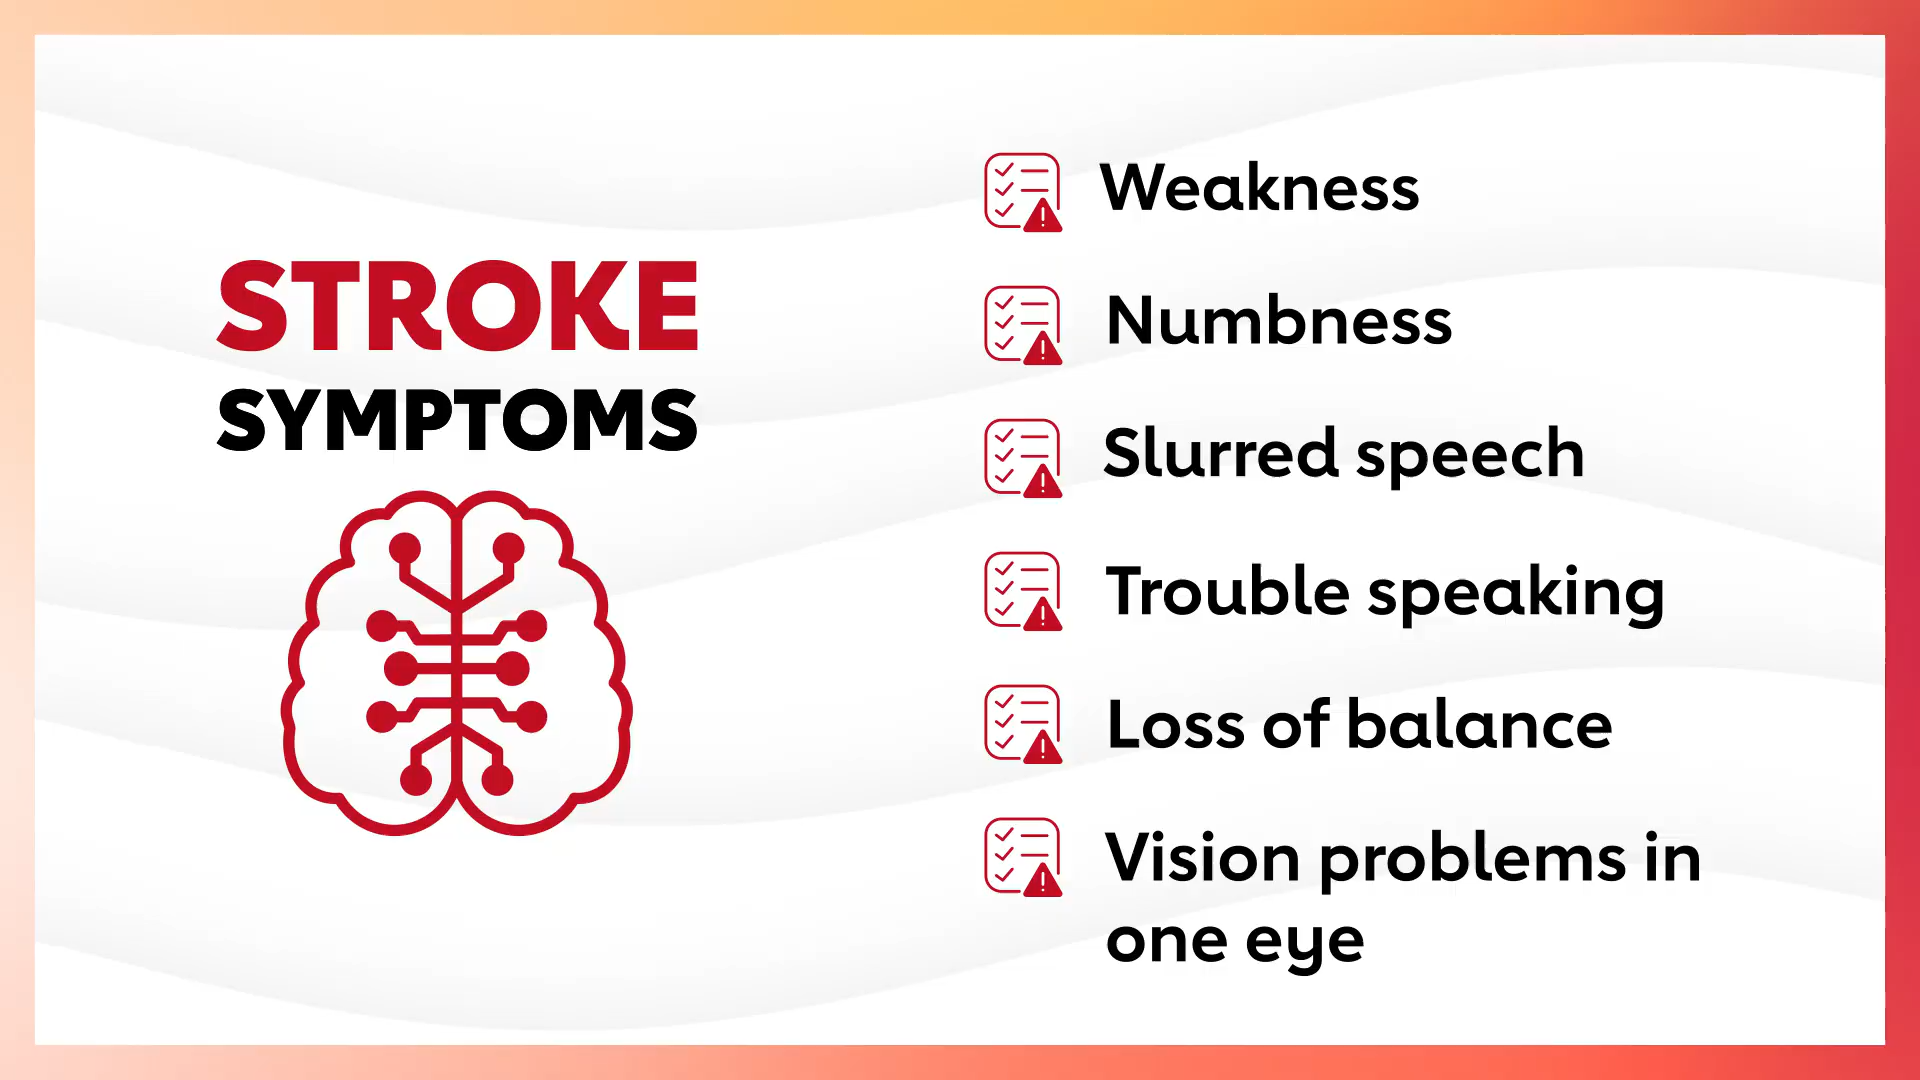 STROKE
SYMPTOMS
Weakness
Numbness
Slurred speech
Trouble speaking
Loss of balance
Vision problems in
one eye